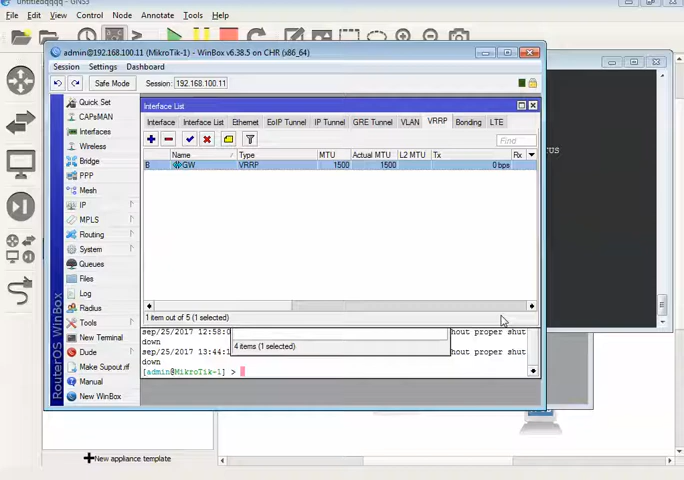 File View Control Node Annotate Tools Help
admin@192.168.100.11 (MikroTik-1) - WinBox v6.38.5 on CHR (x86_64)
Session Settings Dashboard
Safe Mode Session: 192.168.100.11
Interface List
Interface Interface List Ethernet EoIP Tunnel IP Tunnel GRE Tunnel VLAN VRRP Bonding LTE
Find
Name Type MTU Actual MTU L2 MTU Tx Rx
B GW VRRP 1500 1500 0 bps
1 item out of 5 (1 selected)
sep/25/2017 12:58:0 hout proper shut
down
4 items (1 selected)
sep/25/2017 13:44:1 hout proper shut
down
[admin@MikroTik-1] >
Quick Set
CAPsMAN
Interfaces
Wireless
Bridge
PPP
Mesh
IP
MPLS
Routing
System
Queues
Files
Log
Radius
Tools
New Terminal
Dude
Make Supout.rif
Manual
New WinBox
RouterOS WinBox
New appliance template